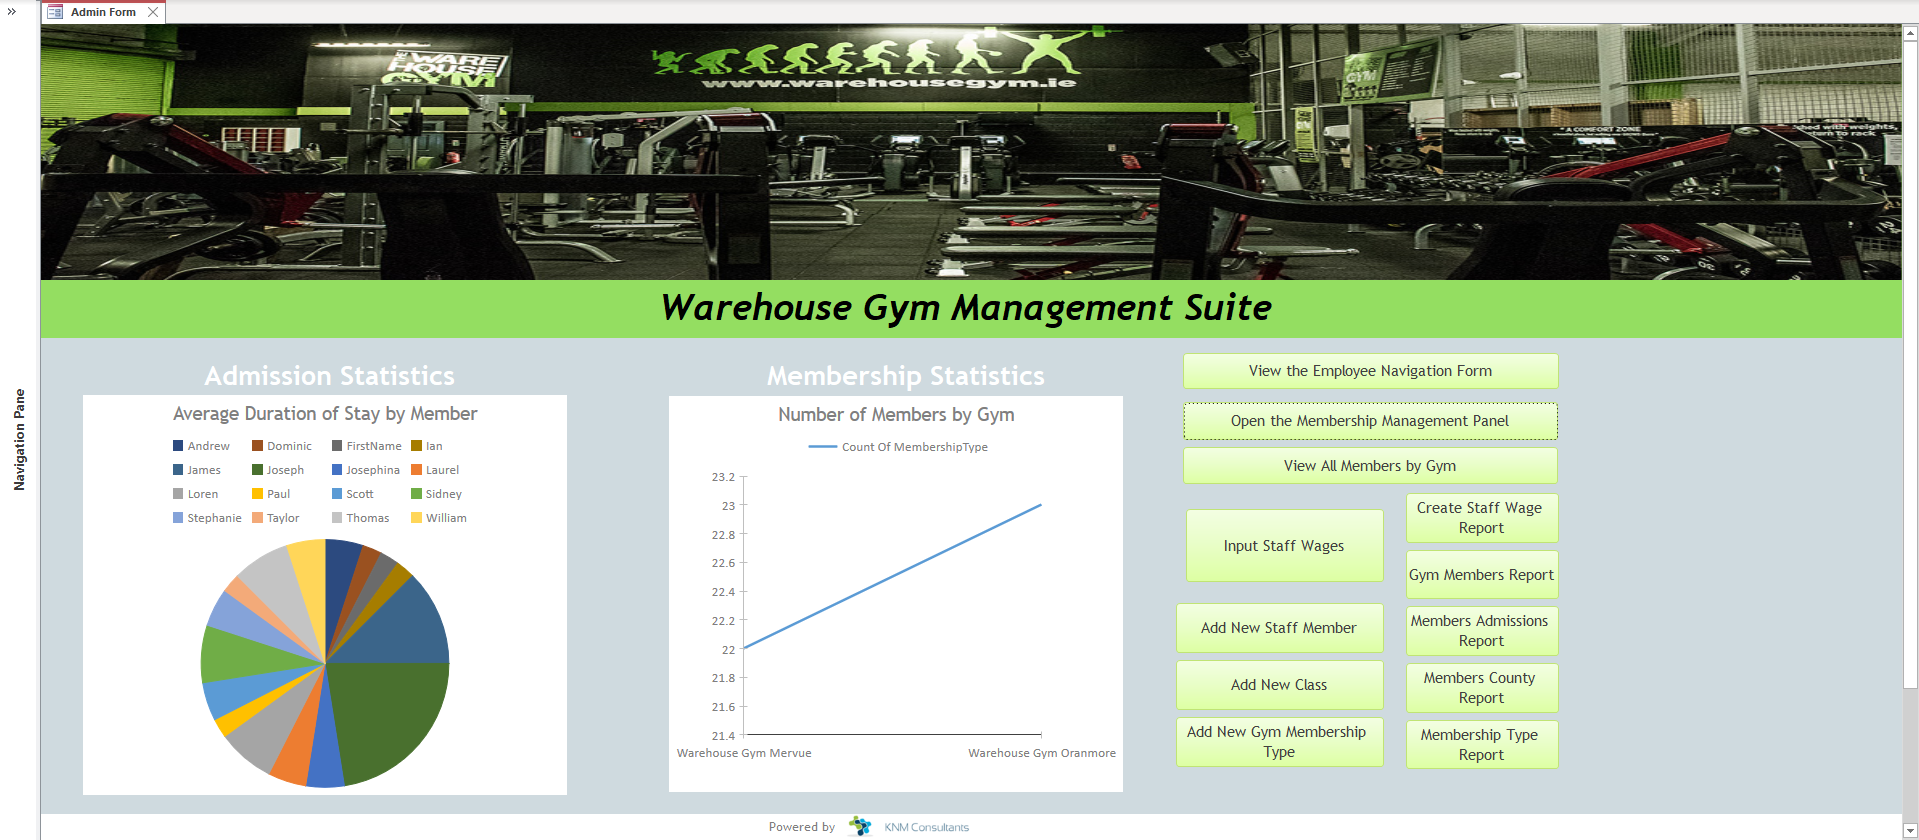 Admin Form
Navigation Pane
THE
WARE
HOUSE
GYM
www.warehousegym.ie
GYM
"A COMFORT ZONE
Warehouse Gym Management Suite
Admission Statistics
Average Duration of Stay by Member
Andrew Dominic FirstName Ian
James Joseph Josephina Laurel
Loren Paul Scott Sidney
Stephanie Taylor Thomas William
Membership Statistics
Number of Members by Gym
Count Of MembershipType
23.2
23
22.8
22.6
22.4
22.2
22
21.8
21.6
21.4
Warehouse Gym Mervue Warehouse Gym Oranmore
View the Employee Navigation Form
Open the Membership Management Panel
View All Members by Gym
Input Staff Wages
Add New Staff Member
Add New Class
Add New Gym Membership
Type
Create Staff Wage
Report
Gym Members Report
Members Admissions
Report
Members County
Report
Membership Type
Report
Powered by KNM Consultants